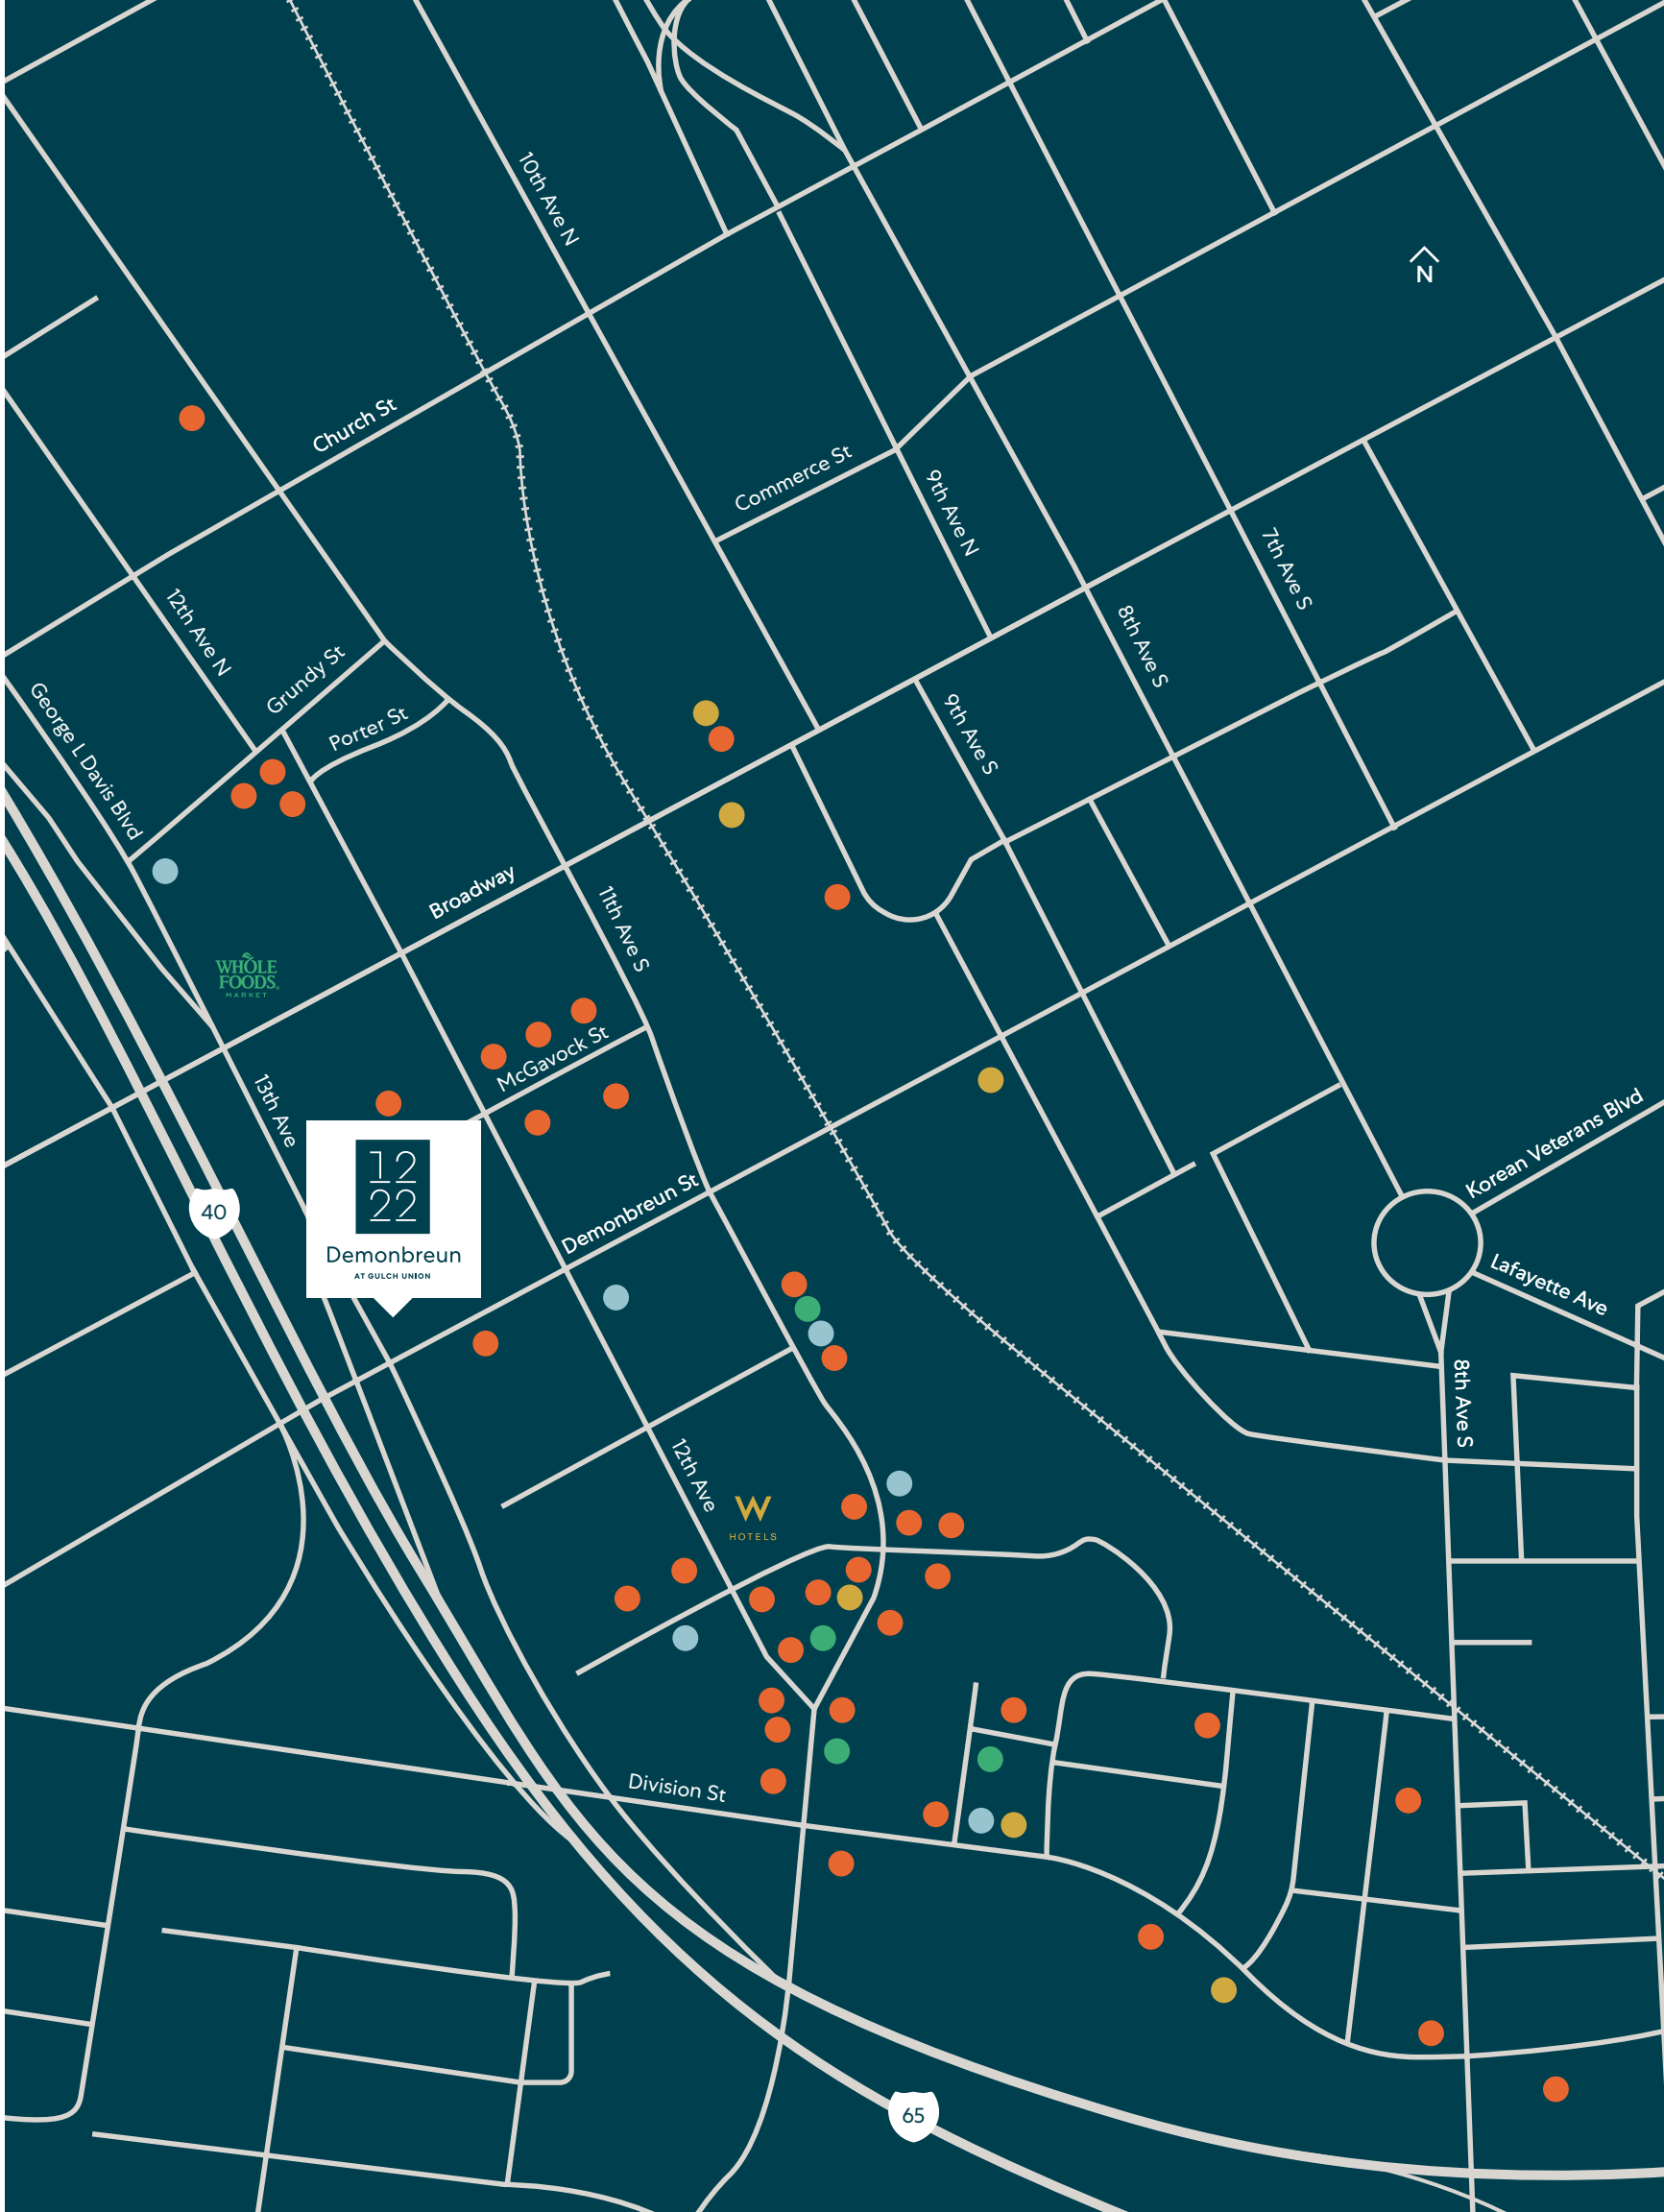 10th Ave N
N
Church St
Commerce St
9th Ave N
7th Ave S
12th Ave N
8th Ave S
Grundy St
George L Davis Blvd
Porter St
9th Ave S
Broadway
11th Ave S
WHOLE
FOODS
MARKET
McGavock St
13th Ave
Korean Veterans Blvd
40
12
22
Demonbreun
AT GULCH UNION
Demonbreun St
Lafayette Ave
8th Ave S
12th Ave
W
HOTELS
Division St
65